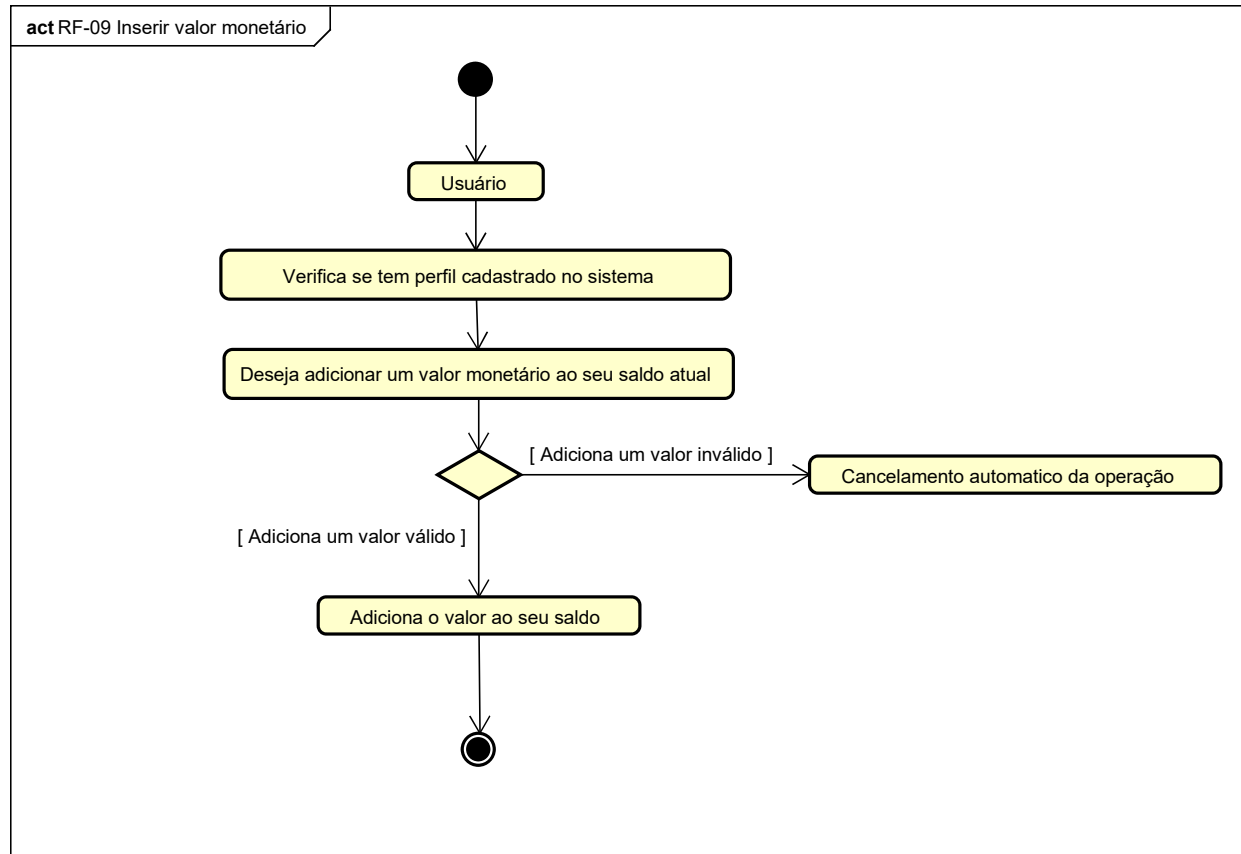 act RF-09 Inserir valor monetário
Usuário
Verifica se tem perfil cadastrado no sistema
Deseja adicionar um valor monetário ao seu saldo atual
[ Adiciona um valor inválido ]
Cancelamento automatico da operação
[ Adiciona um valor válido ]
Adiciona o valor ao seu saldo